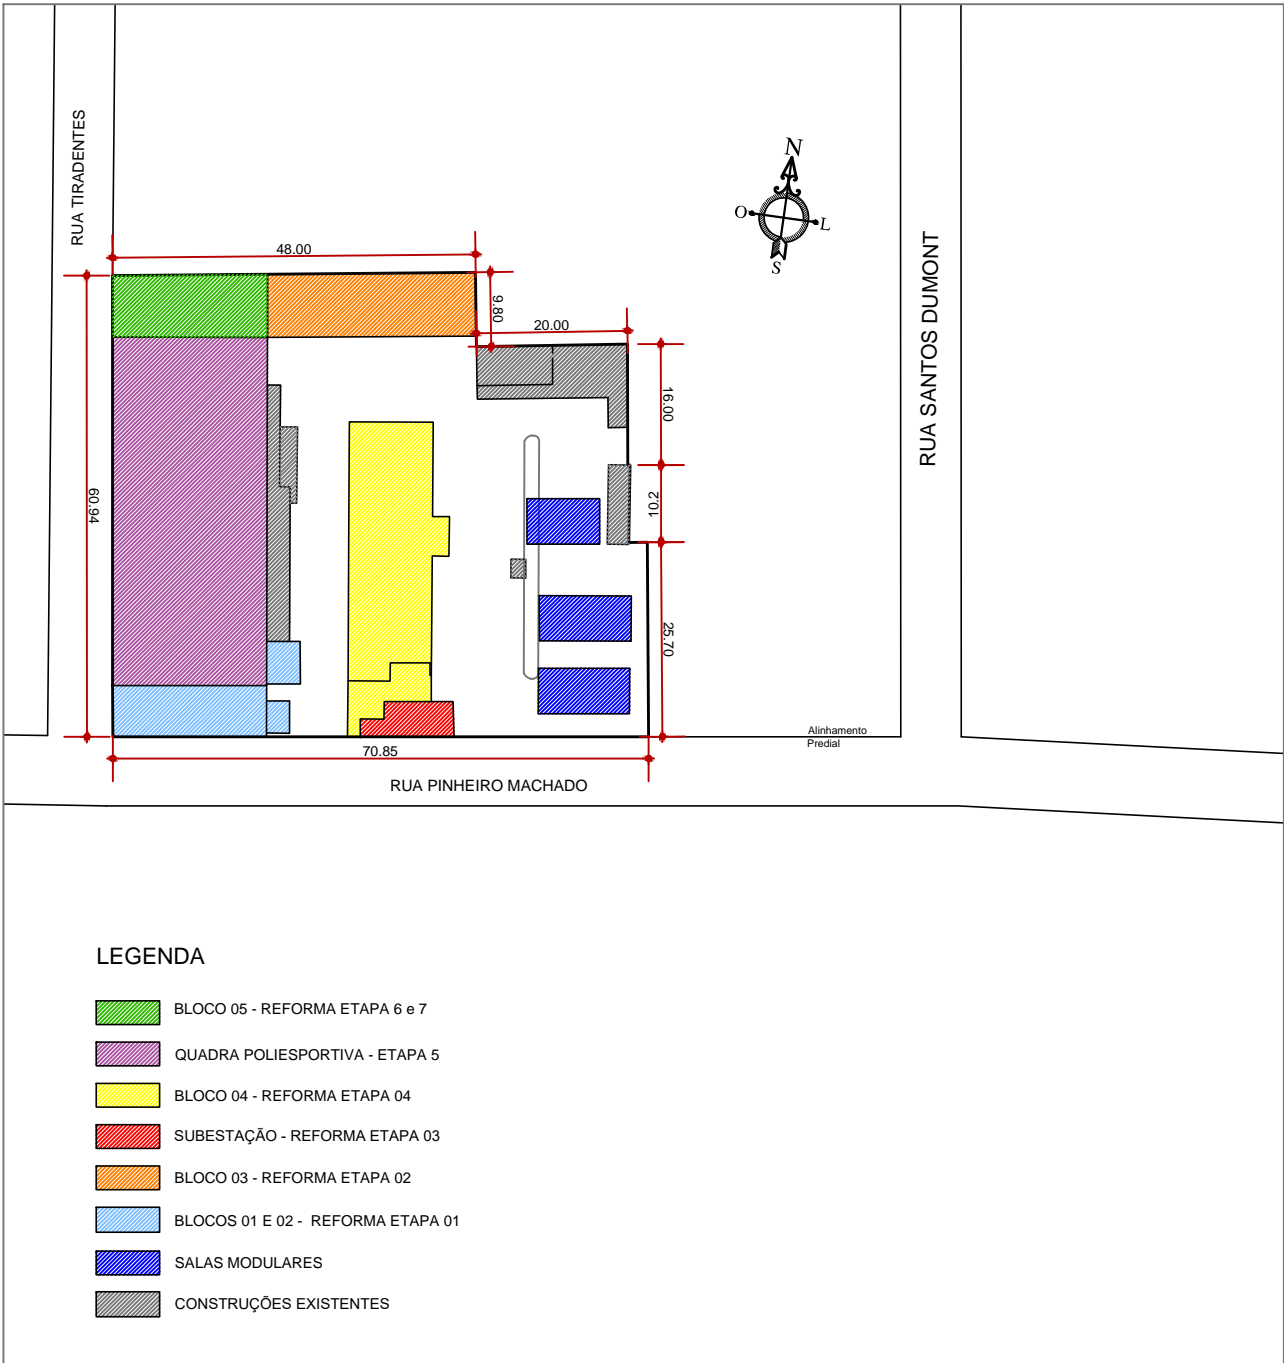 RUA TIRADENTES
N
O
L
S
48.00
9.80
20.00
RUA SANTOS DUMONT
16.00
60.94
10.2
25.70
Alinhamento
Predial
70.85
RUA PINHEIRO MACHADO
LEGENDA
BLOCO 05 - REFORMA ETAPA 6 e 7
QUADRA POLIESPORTIVA - ETAPA 5
BLOCO 04 - REFORMA ETAPA 04
SUBESTAÇÃO - REFORMA ETAPA 03
BLOCO 03 - REFORMA ETAPA 02
BLOCOS 01 E 02 - REFORMA ETAPA 01
SALAS MODULARES
CONSTRUÇÕES EXISTENTES